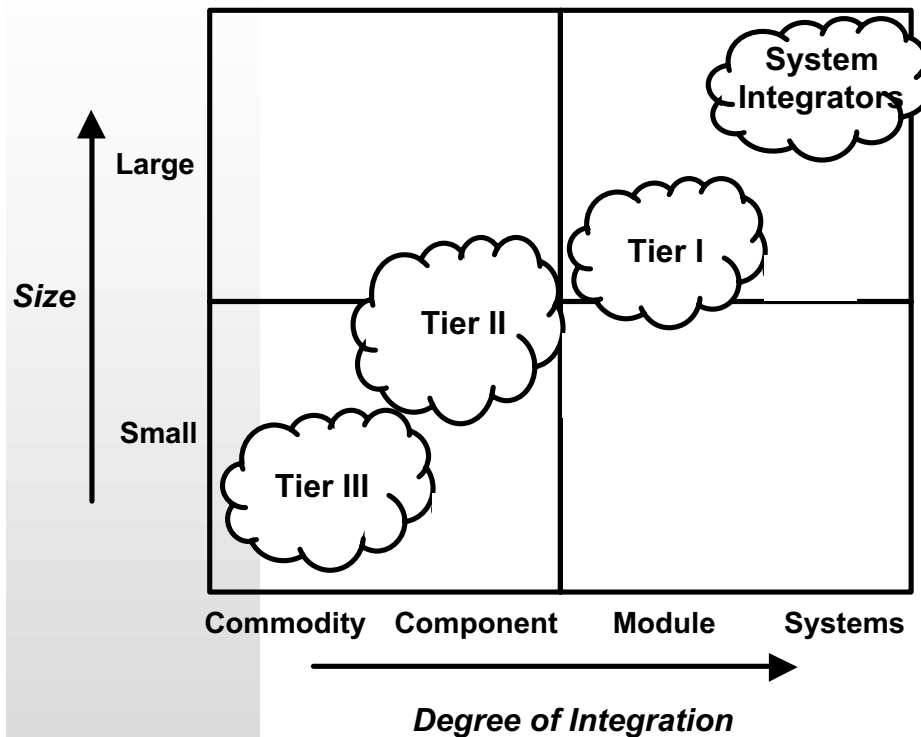 System
Integrators
Large
Tier I
Size
Tier II
Small
Tier III
Commodity Component Module Systems
Degree of Integration